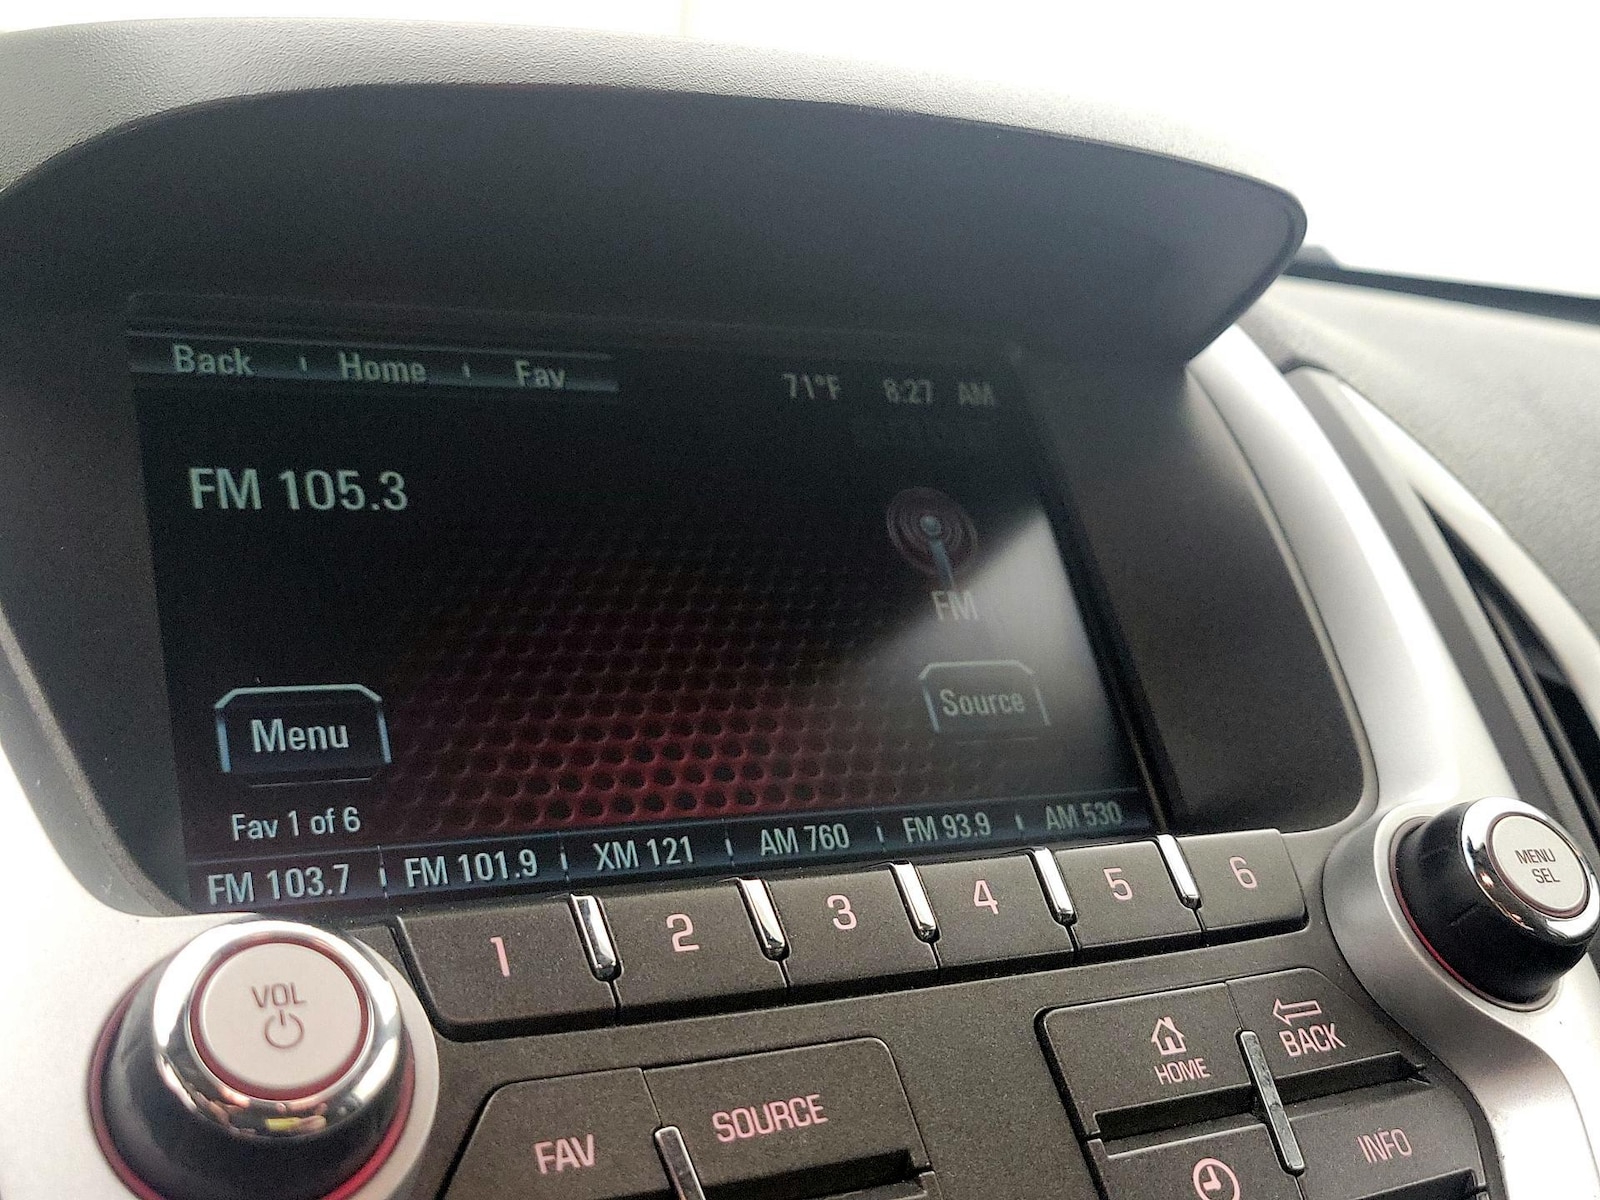 Back Home Fav 71°F 8:27 AM
FM 105.3
FM
Menu Source
Fav 1 of 6
FM 103.7 FM 101.9 XM 121 AM 760 FM 93.9 AM 530
1 2 3 4 5 6
MENU
SEL
VOL
HOME BACK
FAV SOURCE
INFO